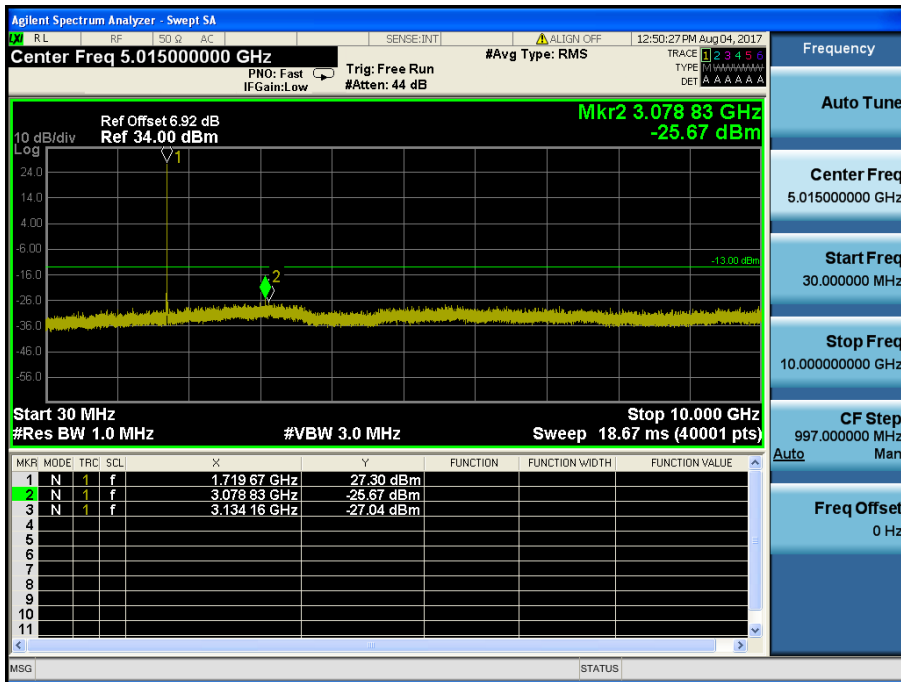 Agilent Spectrum Analyzer - Swept SA
LXI RL RF 50 Ω AC SENSE:INT ALIGN OFF 12:50:27 PM Aug 04, 2017
Center Freq 5.015000000 GHz
PNO: Fast
IFGain:Low
Trig: Free Run
#Atten: 44 dB
#Avg Type: RMS
TRACE 1 2 3 4 5 6
TYPE MWWWWW
DET A A A A A A
Frequency
Mkr2 3.078 83 GHz
-25.67 dBm
Ref Offset 6.92 dB
10 dB/div Ref 34.00 dBm
Log
1
24.0
14.0
4.00
-6.00
-13.00 dBm
-16.0
2
-26.0
-36.0
-46.0
-56.0
Start 30 MHz Stop 10.000 GHz
#Res BW 1.0 MHz #VBW 3.0 MHz Sweep 18.67 ms (40001 pts)
MKR MODE TRC SCL X Y FUNCTION FUNCTION WIDTH FUNCTION VALUE
1 N 1 f 1.719 67 GHz 27.30 dBm
2 N 1 f 3.078 83 GHz -25.67 dBm
3 N 1 f 3.134 16 GHz -27.04 dBm
4
5
6
7
8
9
10
11
MSG STATUS
Auto Tune
Center Freq
5.015000000 GHz
Start Freq
30.000000 MHz
Stop Freq
10.000000000 GHz
CF Step
997.000000 MHz
Auto Man
Freq Offset
0 Hz